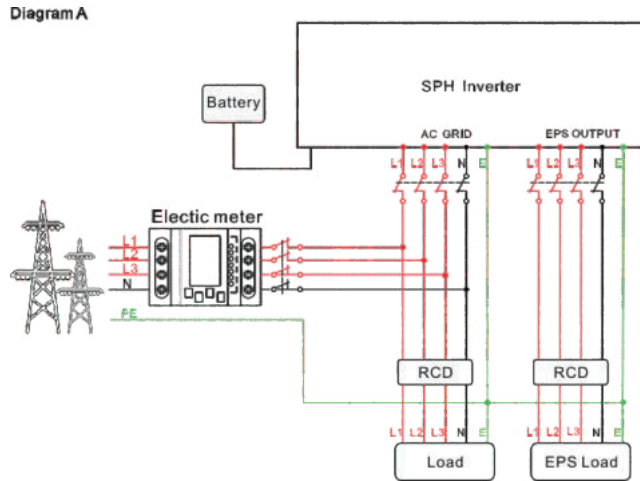 Diagram A
SPH Inverter
Battery
AC GRID
EPS OUTPUT
L1 L2 L3 N E
L1 L2 L3 N E
Electic meter
L1
L2
L3
N
PE
RCD
RCD
L1 L2 L3 N E
L1 L2 L3 N E
Load
EPS Load